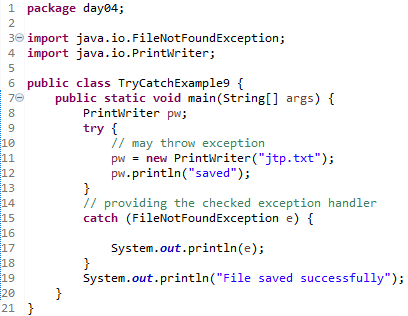 1 package day04;
2
3 import java.io.FileNotFoundException;
4 import java.io.PrintWriter;
5
6 public class TryCatchExample9 {
7     public static void main(String[] args) {
8         PrintWriter pw;
9         try {
10             // may throw exception
11             pw = new PrintWriter("jtp.txt");
12             pw.println("saved");
13         }
14         // providing the checked exception handler
15         catch (FileNotFoundException e) {
16
17             System.out.println(e);
18         }
19         System.out.println("File saved successfully");
20     }
21 }